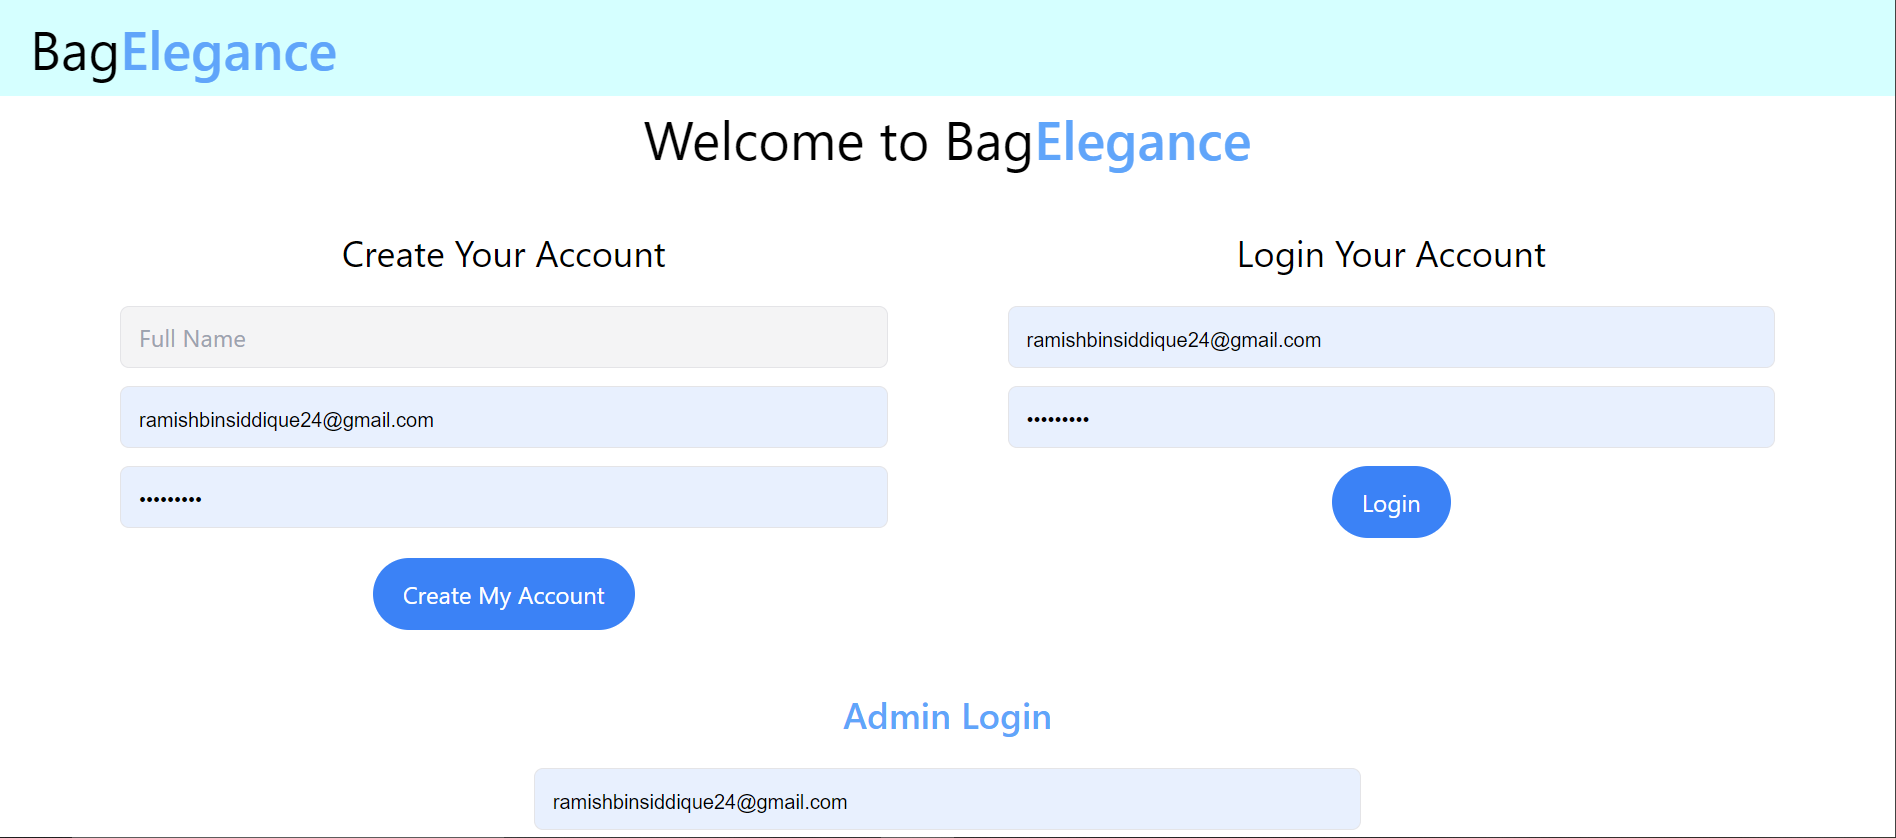 BagElegance
Welcome to BagElegance
Create Your Account
Full Name
ramishbinsiddique24@gmail.com
•••••••••
Create My Account
Login Your Account
ramishbinsiddique24@gmail.com
•••••••••
Login
Admin Login
ramishbinsiddique24@gmail.com